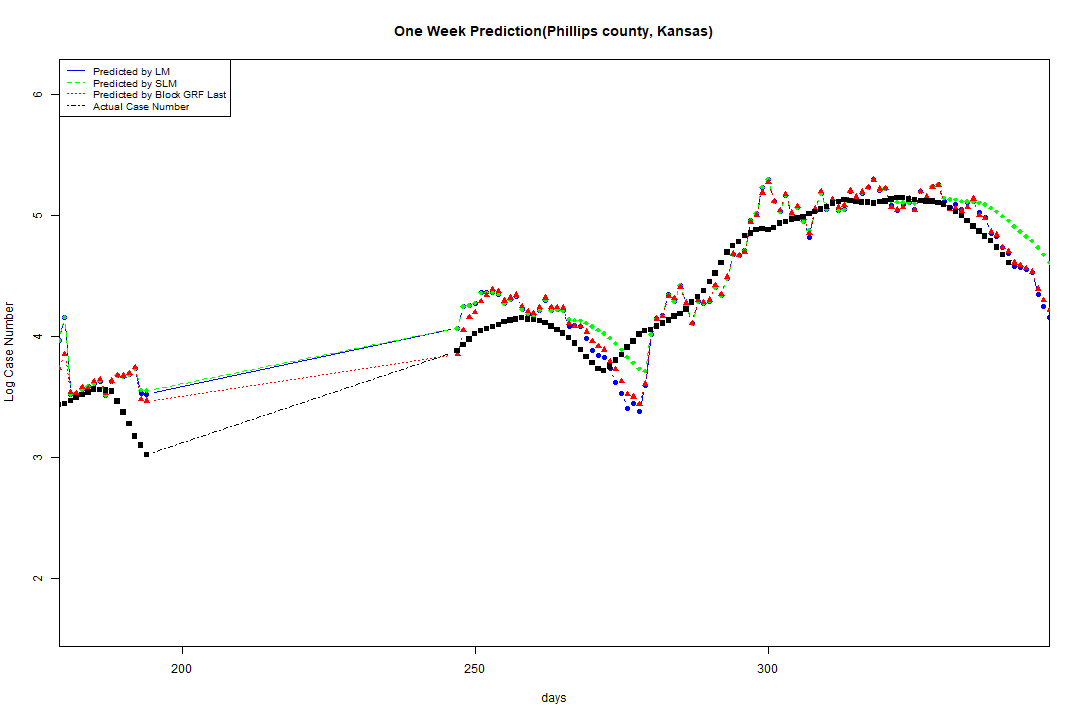 One Week Prediction(Phillips county, Kansas)
Predicted by LM
Predicted by SLM
Predicted by Block GRF Last
Actual Case Number
6
5
4
3
2
Log Case Number
200
250
300
days